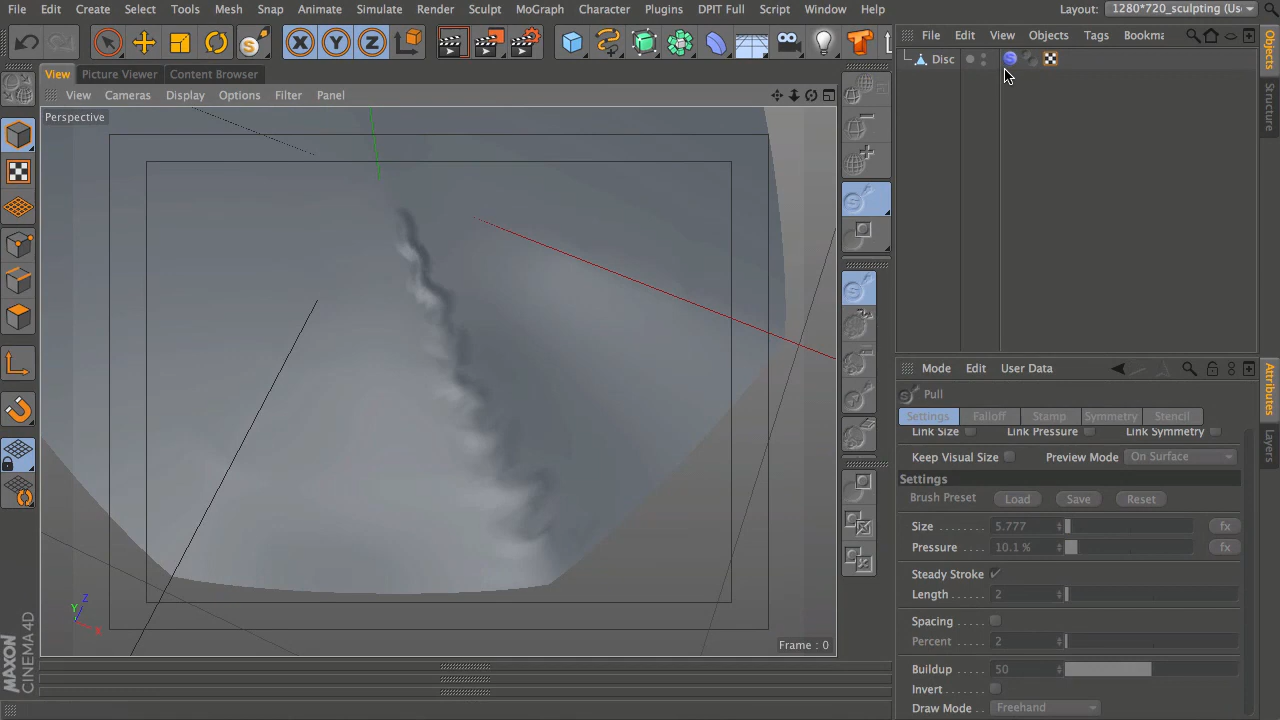 File Edit Create Select Tools Mesh Snap Animate Simulate Render Sculpt MoGraph Character Plugins DPIT Full Script Window Help Layout: 1280*720_sculpting (Us
X Y Z
File Edit View Objects Tags Bookma
Disc
View Picture Viewer Content Browser
View Cameras Display Options Filter Panel
Perspective
Y Z X
Frame : 0
Objects
Structure
Mode Edit User Data
Pull
Settings Falloff Stamp Symmetry Stencil
Link Size Link Pressure Link Symmetry
Keep Visual Size Preview Mode On Surface
Settings
Brush Preset Load Save Reset
Size . . . . . . . 5.777 fx
Pressure . . 10.1 % fx
Steady Stroke ✓
Length . . . . 2
Spacing . . . .
Percent . . . 2
Buildup . . . 50
Invert . . . . .
Draw Mode . Freehand
Attributes
Layers
MAXON
CINEMA 4D